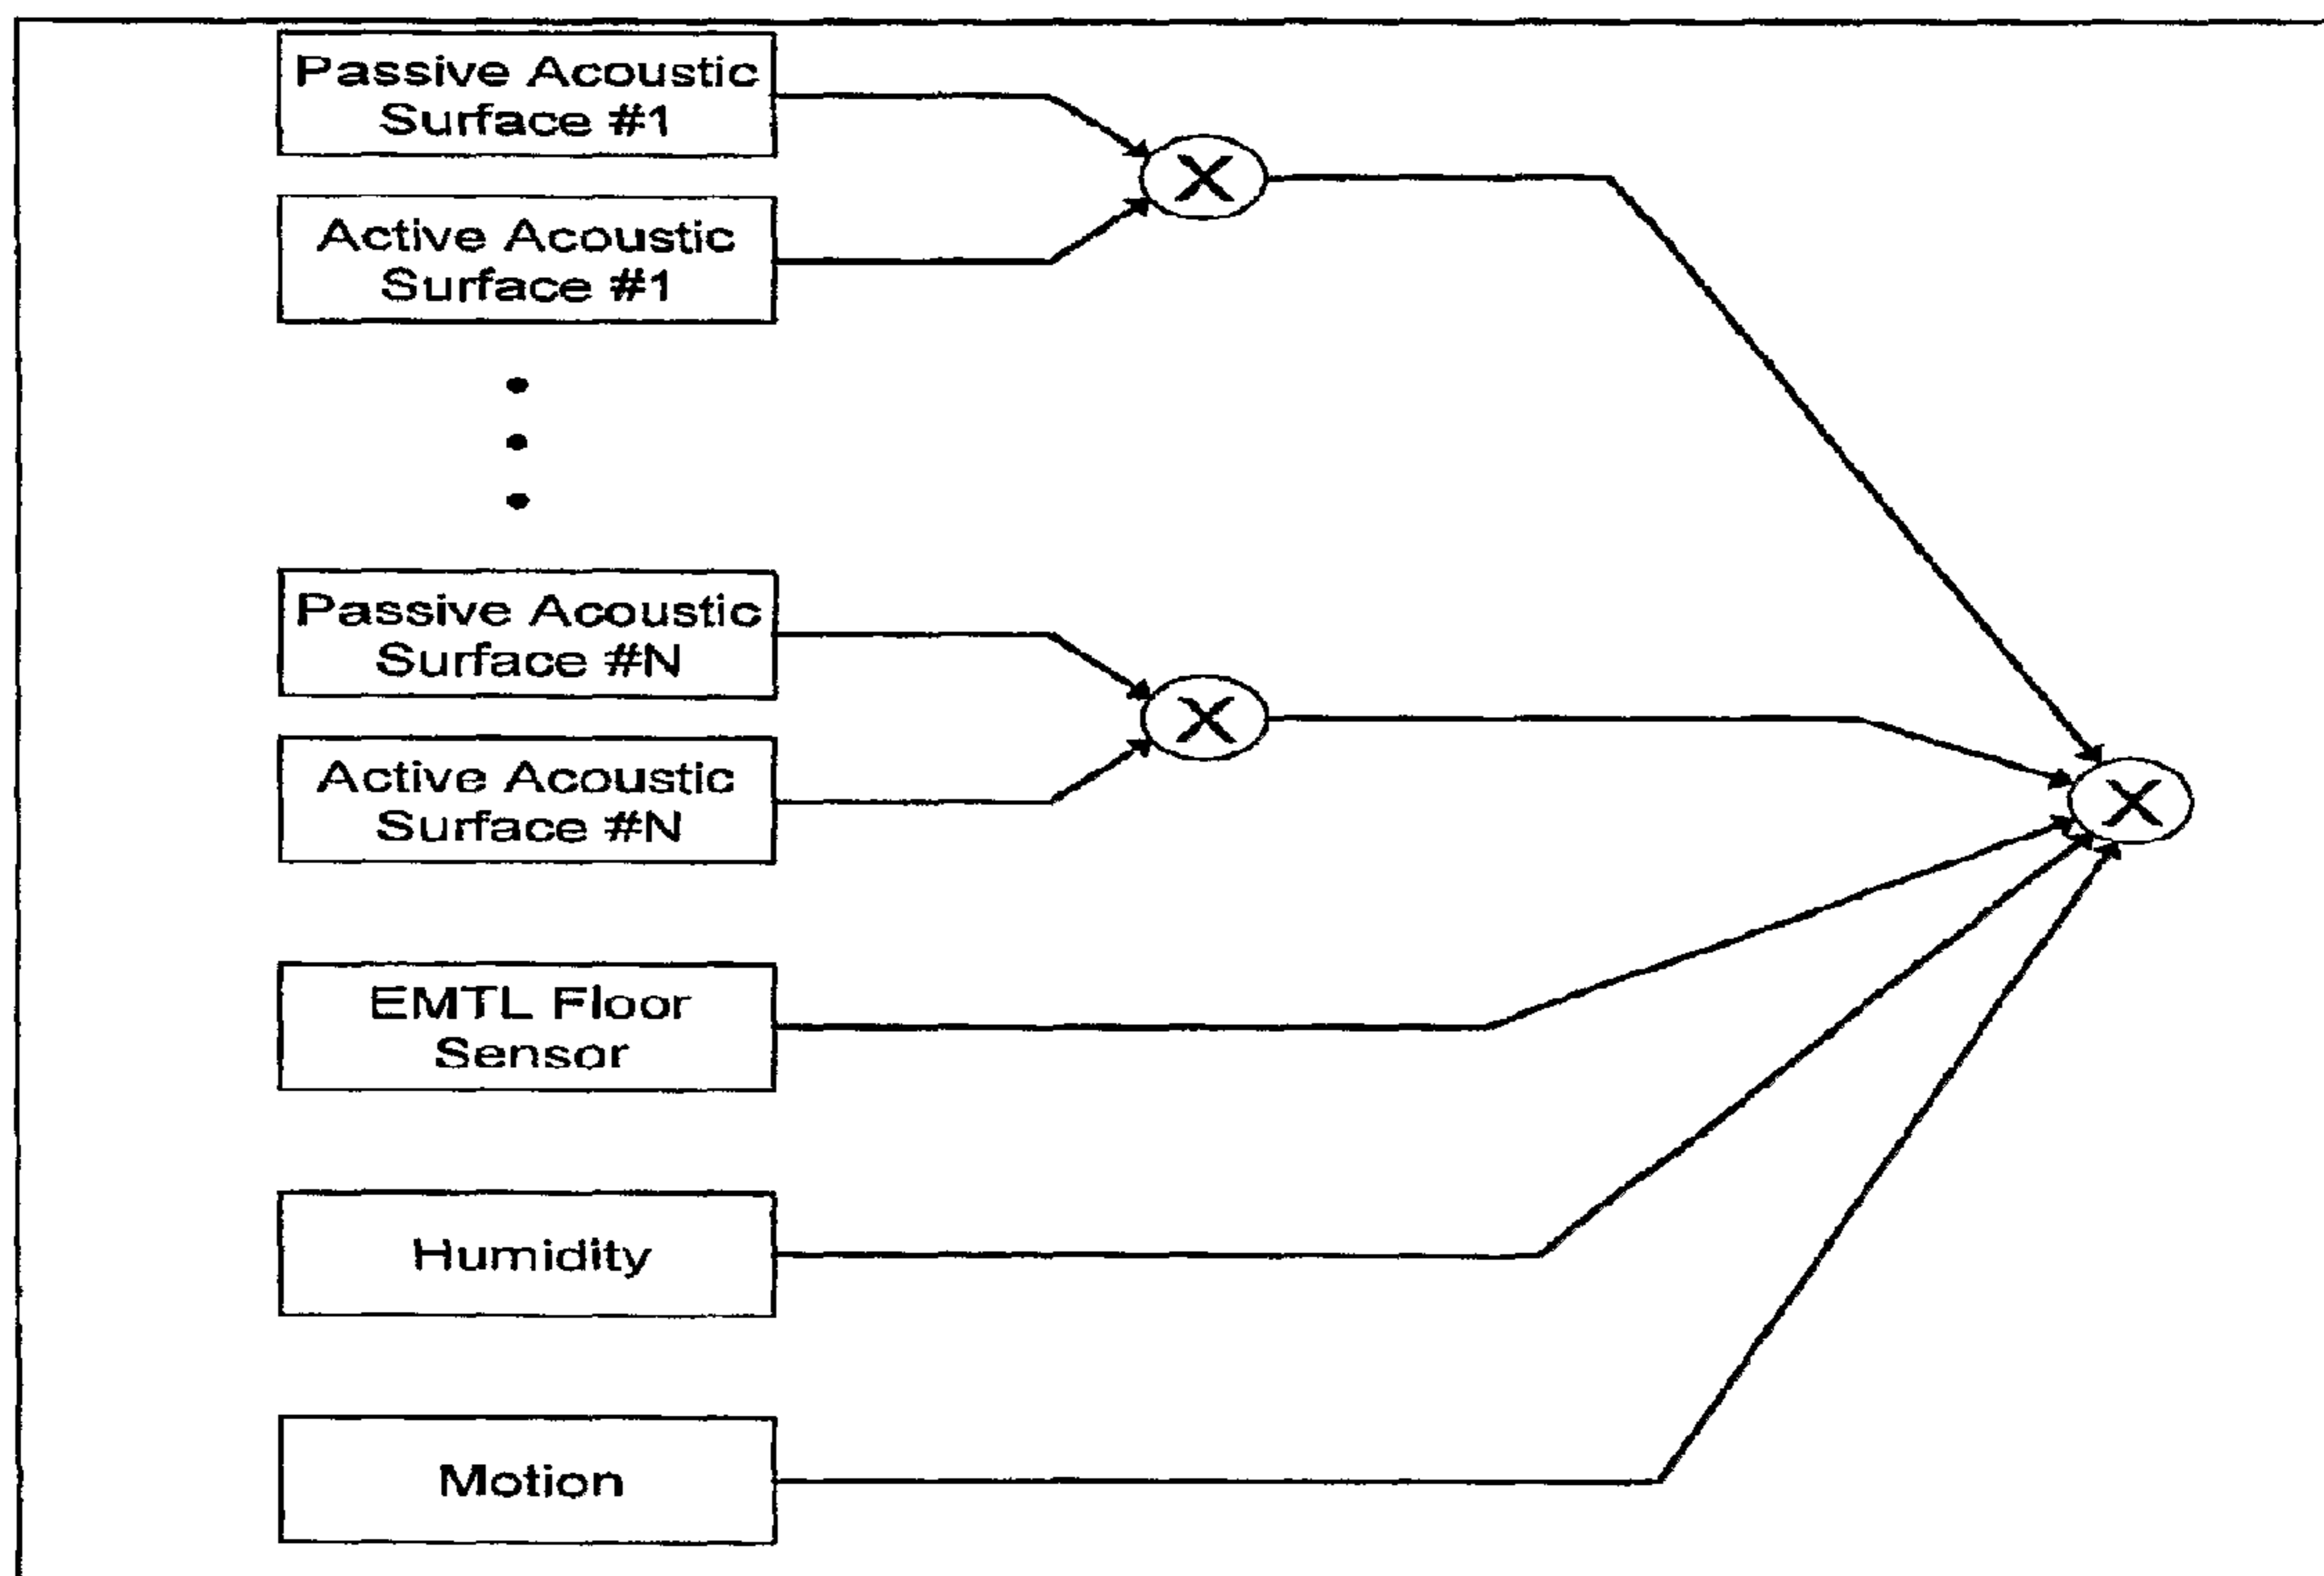 Passive Acoustic
Surface #1
X
Active Acoustic
Surface #1
Passive Acoustic
Surface #N
X
Active Acoustic
Surface #N
X
EMTL Floor
Sensor
Humidity
Motion